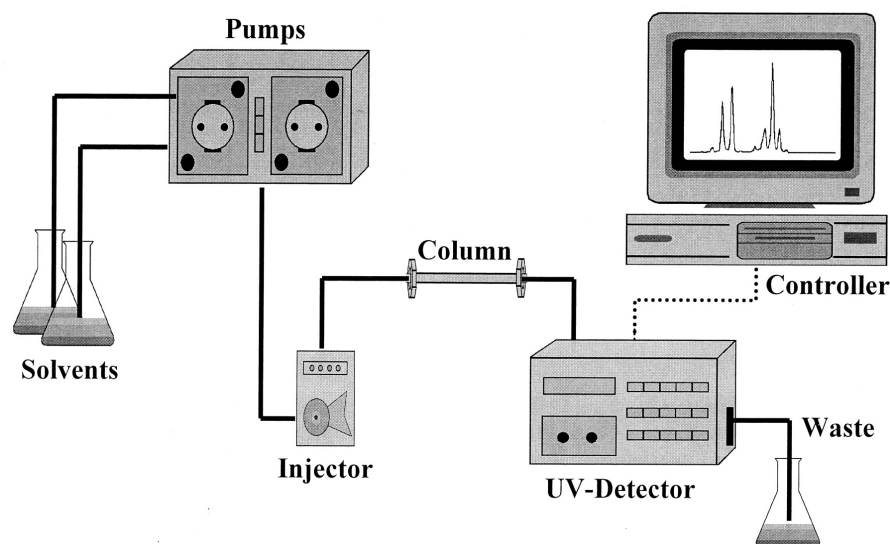 Pumps
Solvents
Injector
Column
Controller
UV-Detector
Waste